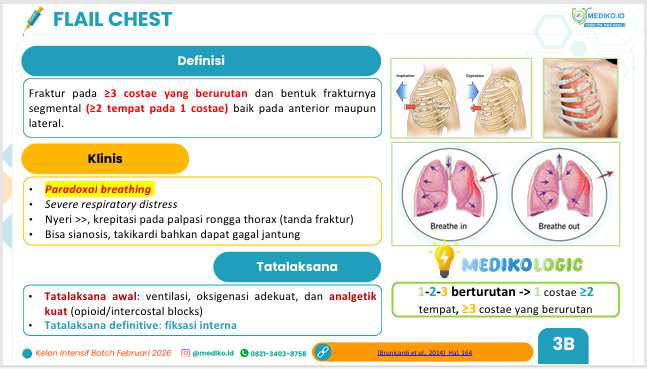 FLAIL CHEST
MEDIKO.ID
Definisi
Fraktur pada ≥3 costae yang berurutan dan bentuk frakturnya
segmental (≥2 tempat pada 1 costae) baik pada anterior maupun
lateral.
Inspiration
Expiration
Klinis
• Paradoxal breathing
• Severe respiratory distress
• Nyeri >>, krepitasi pada palpasi rongga thorax (tanda fraktur)
• Bisa sianosis, takikardi bahkan dapat gagal jantung
Breathe in
Breathe out
Tatalaksana
• Tatalaksana awal: ventilasi, oksigenasi adekuat, dan analgetik
kuat (opioid/intercostal blocks)
• Tatalaksana definitive: fiksasi interna
MEDIKOLOGIC
1-2-3 berturutan -> 1 costae ≥2
tempat, ≥3 costae yang berurutan
Kelan Intensif Batch Februari 2026
@mediko.id
0821-3403-8758
(Brunicardi et al., 2014) Hal. 164
3B